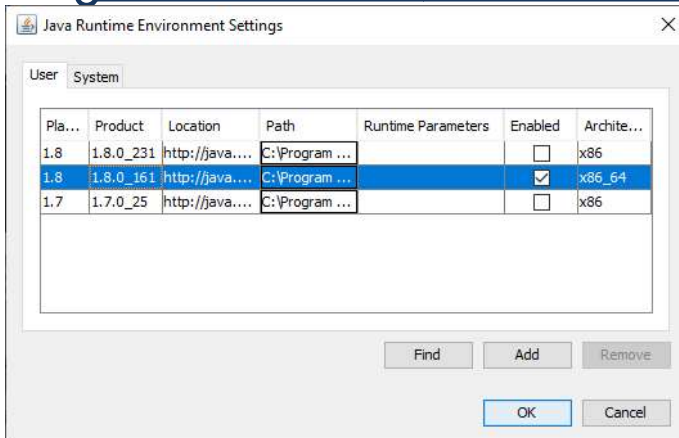 Java Runtime Environment Settings
User System
Pla... Product Location Path Runtime Parameters Enabled Archite...
1.8 1.8.0_231 http://java.... C:\Program ... x86
1.8 1.8.0_161 http://java.... C:\Program ... x86_64
1.7 1.7.0_25 http://java.... C:\Program ... x86
Find Add Remove
OK Cancel